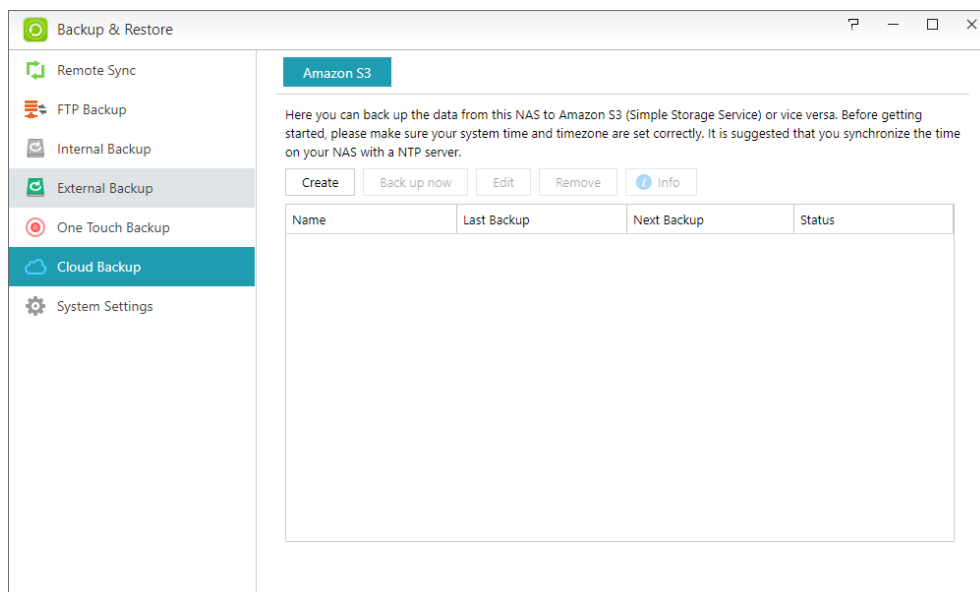 Backup & Restore
Remote Sync
FTP Backup
Internal Backup
External Backup
One Touch Backup
Cloud Backup
System Settings
Amazon S3
Here you can back up the data from this NAS to Amazon S3 (Simple Storage Service) or vice versa. Before getting
started, please make sure your system time and timezone are set correctly. It is suggested that you synchronize the time
on your NAS with a NTP server.
Create Back up now Edit Remove Info
Name Last Backup Next Backup Status